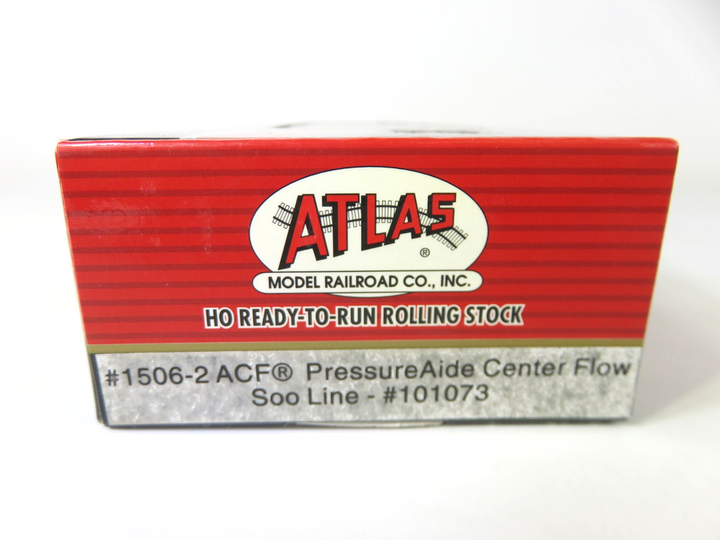 ATLAS
®
MODEL RAILROAD CO., INC.
HO READY-TO-RUN ROLLING STOCK
#1506-2 ACF® PressureAide Center Flow
Soo Line - #101073